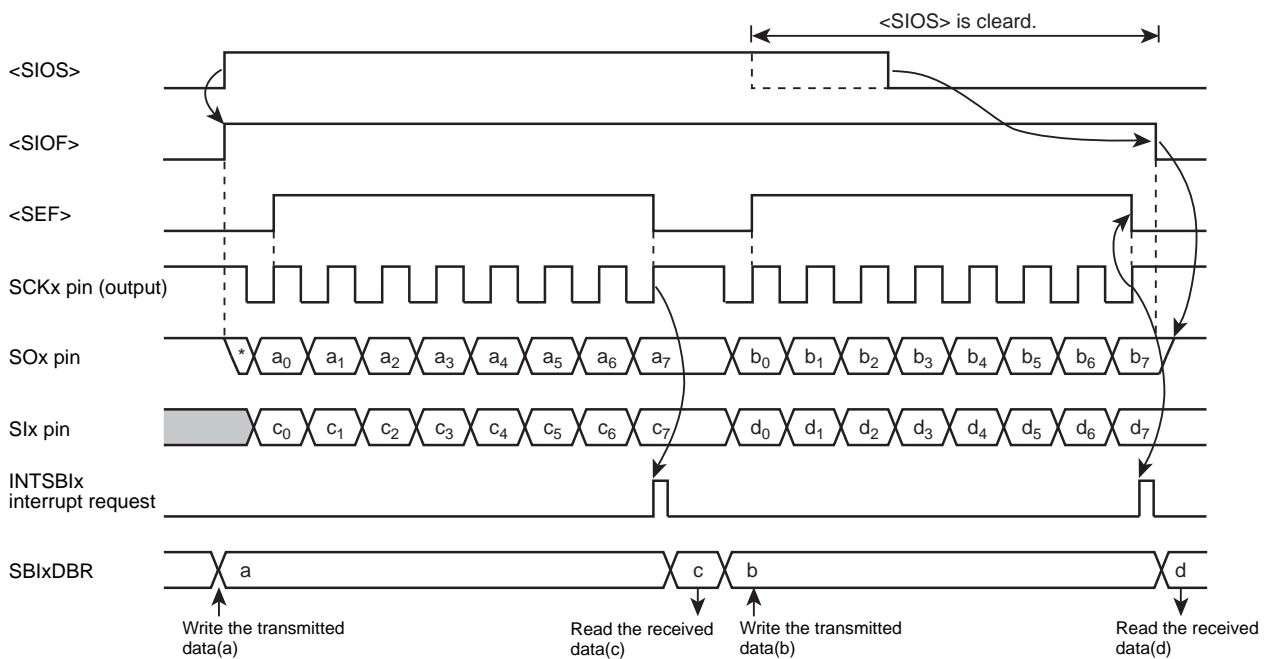 <SIOS> is cleard.
<SIOS>
<SIOF>
<SEF>
SCKx pin (output)
SOx pin
* a0 a1 a2 a3 a4 a5 a6 a7 b0 b1 b2 b3 b4 b5 b6 b7
SIx pin
c0 c1 c2 c3 c4 c5 c6 c7 d0 d1 d2 d3 d4 d5 d6 d7
INTSBIx
interrupt request
SBIxDBR
a c b d
Write the transmitted
data(a)
Read the received
data(c)
Write the transmitted
data(b)
Read the received
data(d)